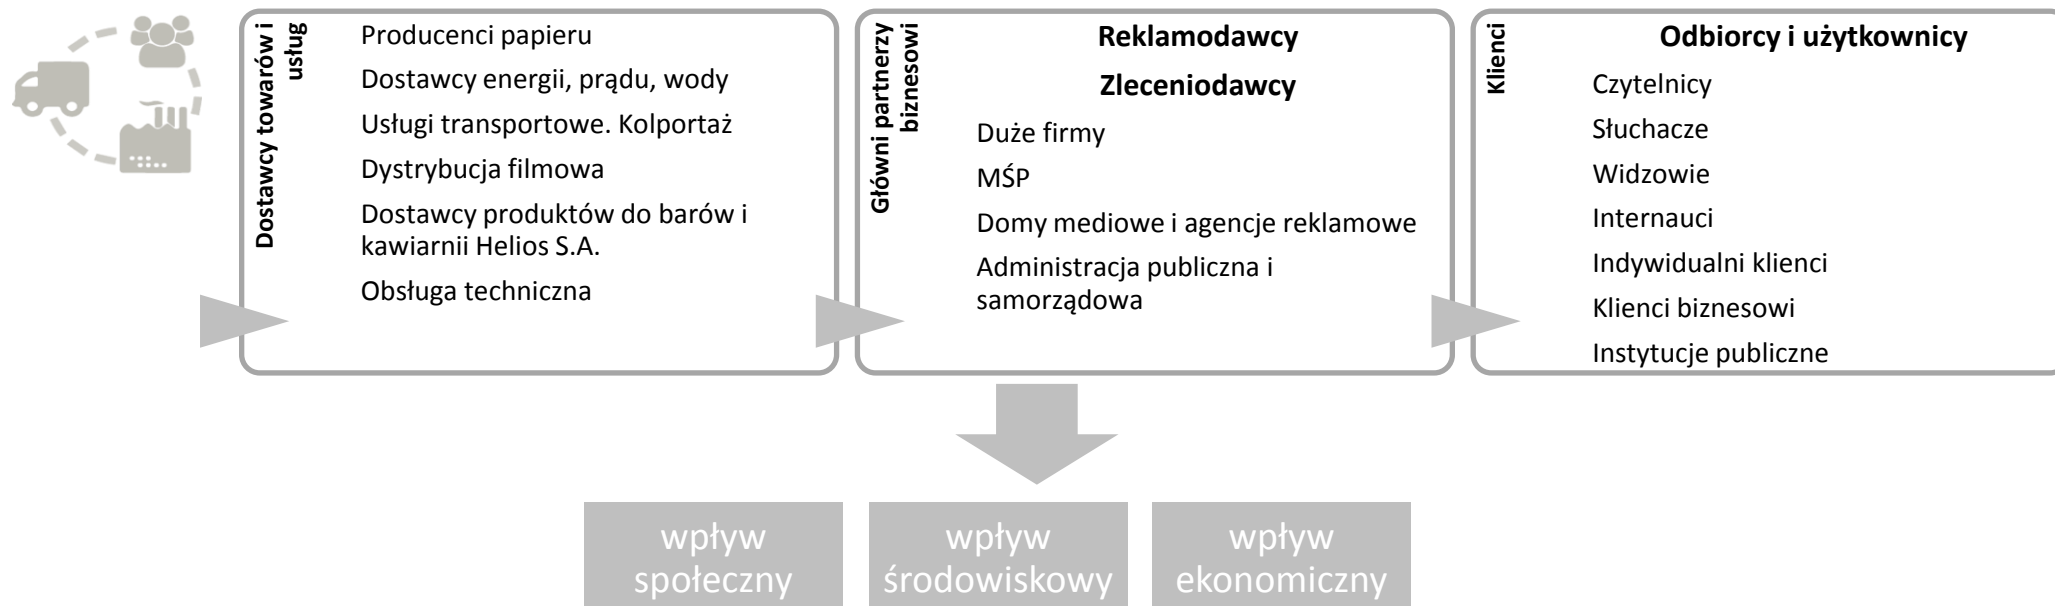 Dostawcy towarów i
usług
Producenci papieru
Dostawcy energii, prądu, wody
Usługi transportowe. Kolportaż
Dystrybucja filmowa
Dostawcy produktów do barów i
kawiarnii Helios S.A.
Obsługa techniczna
Główni partnerzy
biznesowi
Reklamodawcy
Zleceniodawcy
Duże firmy
MŚP
Domy mediowe i agencje reklamowe
Administracja publiczna i
samorządowa
Klienci
Odbiorcy i użytkownicy
Czytelnicy
Słuchacze
Widzowie
Internauci
Indywidualni klienci
Klienci biznesowi
Instytucje publiczne
wpływ
społeczny
wpływ
środowiskowy
wpływ
ekonomiczny